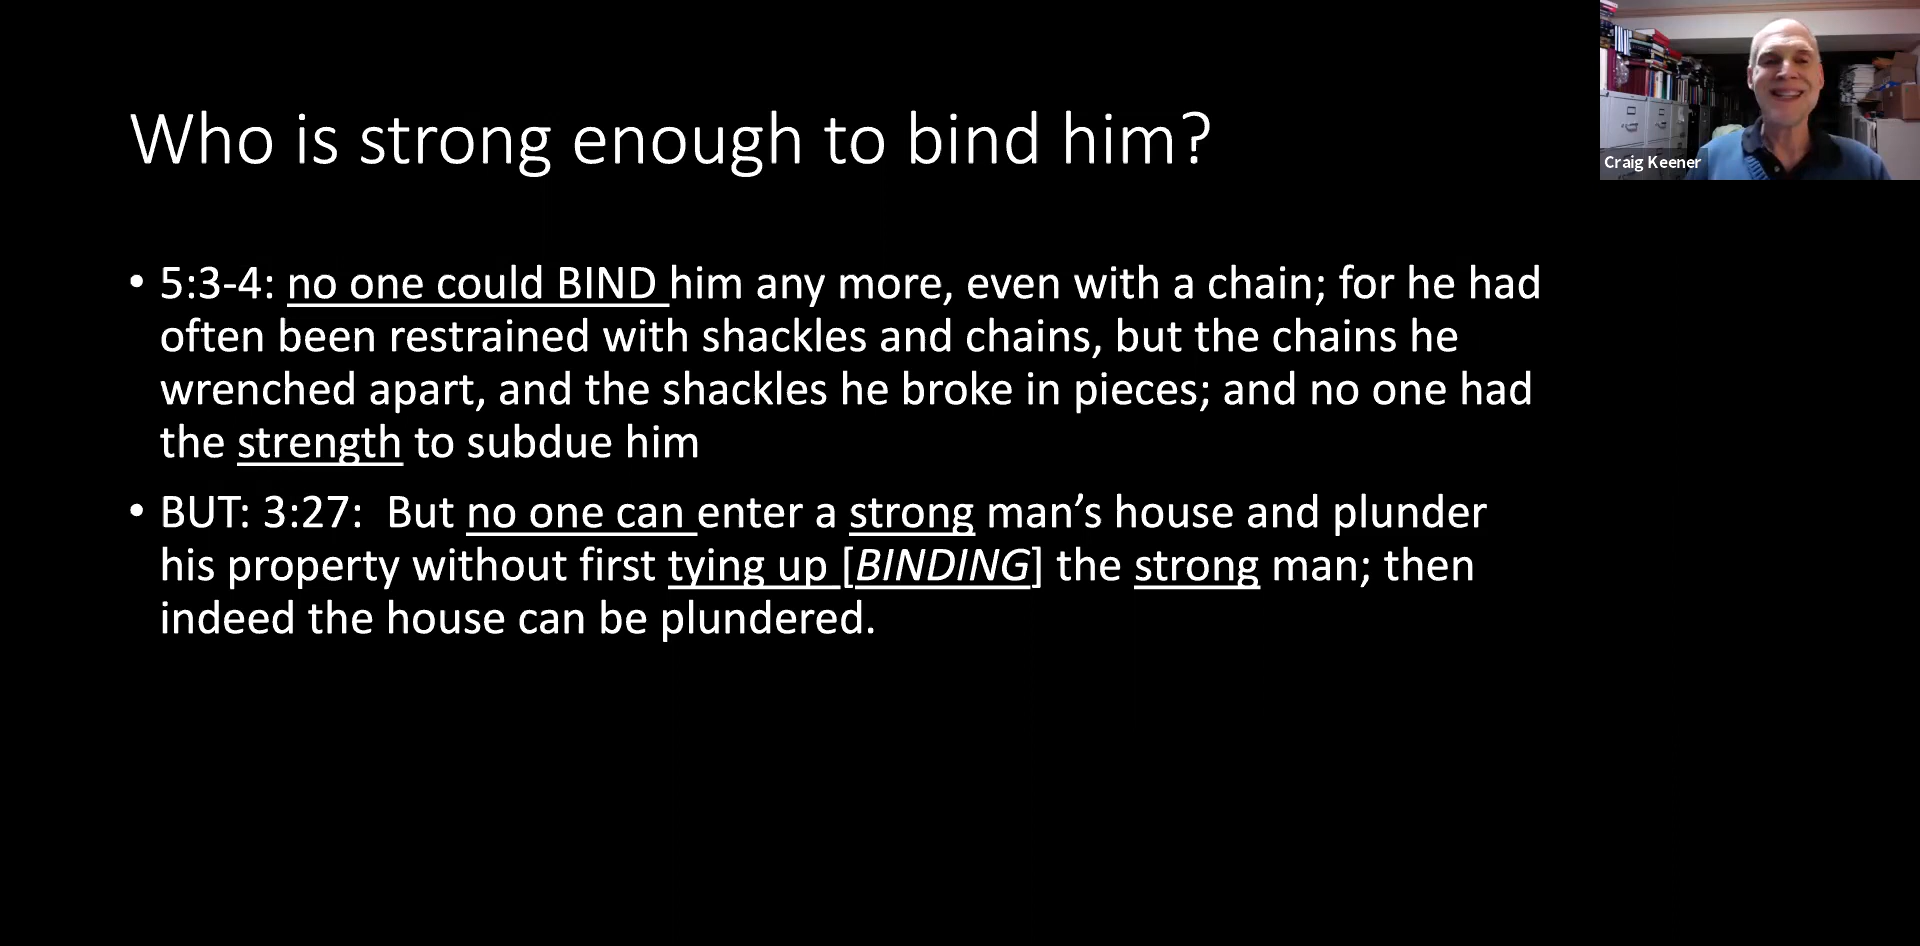 Who is strong enough to bind him?
Craig Keener
• 5:3-4: no one could BIND him any more, even with a chain; for he had
often been restrained with shackles and chains, but the chains he
wrenched apart, and the shackles he broke in pieces; and no one had
the strength to subdue him
• BUT: 3:27:  But no one can enter a strong man’s house and plunder
his property without first tying up [BINDING] the strong man; then
indeed the house can be plundered.